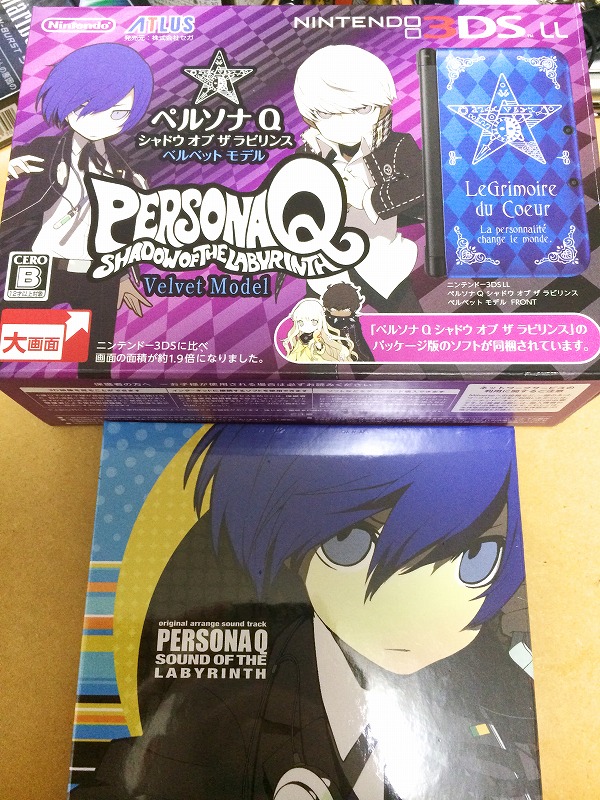 Nintendo
ATLUS
発売元：株式会社セガ
NINTENDO 3DS LL
ペルソナ Q
シャドウ オブ ザ ラビリンス
ベルベット モデル
PERSONA Q
SHADOW OF THE LABYRINTH
Velvet Model
CERO
B
12才以上対象
大画面
ニンテンドー3DSに比べ
画面の面積が約1.9倍になりました。
LeGrimoire
du Coeur
La personnalité
change le monde.
ニンテンドー3DS LL
ペルソナ Q シャドウ オブ ザ ラビリンス
ベルベット モデル FRONT
「ペルソナ Q シャドウ オブ ザ ラビリンス」の
パッケージ版のソフトが同梱されています。
original arrange sound track
PERSONA Q
SOUND OF THE
LABYRINTH